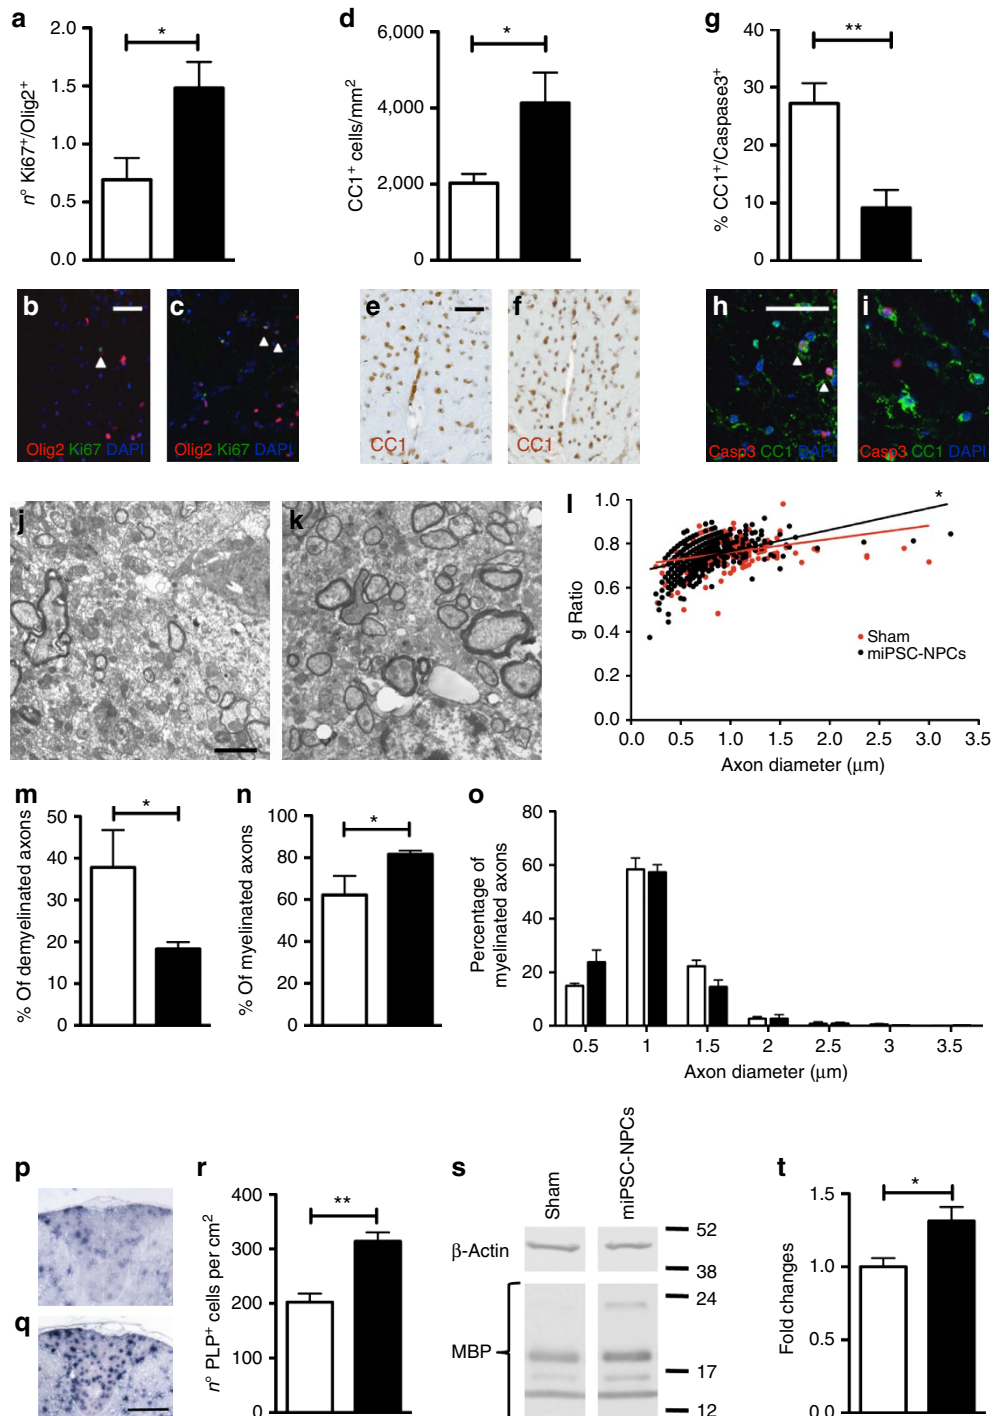 a
2.0
1.5
1.0
0.5
0.0
n° Ki67⁺/Olig2⁺
*
d
6,000
4,000
2,000
0
CC1⁺ cells/mm²
*
g
40
30
20
10
0
% CC1⁺/Caspase3⁺
**
b
Olig2 Ki67 DAPI
c
Olig2 Ki67 DAPI
e
CC1
f
CC1
h
Casp3 CC1 DAPI
i
Casp3 CC1 DAPI
j
k
l
1.0
0.8
0.6
0.4
0.2
0.0
g Ratio
*
Sham
miPSC-NPCs
0.0 0.5 1.0 1.5 2.0 2.5 3.0 3.5
Axon diameter (μm)
m
50
40
30
20
10
0
% Of demyelinated axons
*
n
100
80
60
40
20
0
% Of myelinated axons
*
o
80
60
40
20
0
Percentage of
myelinated axons
0.5 1 1.5 2 2.5 3 3.5
Axon diameter (μm)
p
q
r
400
300
200
100
0
n° PLP⁺ cells per cm²
**
s
Sham
miPSC-NPCs
β-Actin
MBP
52
38
24
17
12
t
1.5
1.0
0.5
0.0
Fold changes
*